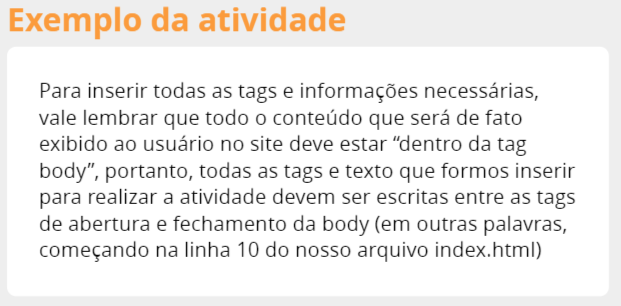 Exemplo da atividade
Para inserir todas as tags e informações necessárias,
vale lembrar que todo o conteúdo que será de fato
exibido ao usuário no site deve estar “dentro da tag
body”, portanto, todas as tags e texto que formos inserir
para realizar a atividade devem ser escritas entre as tags
de abertura e fechamento da body (em outras palavras,
começando na linha 10 do nosso arquivo index.html)